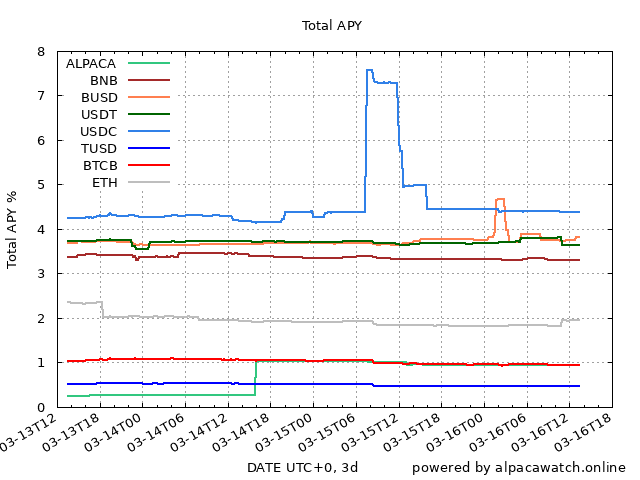 Total APY
8
7
6
5
4
3
2
1
0
Total APY %
ALPACA
BNB
BUSD
USDT
USDC
TUSD
BTCB
ETH
03-13T12
03-13T18
03-14T00
03-14T06
03-14T12
03-14T18
03-15T00
03-15T06
03-15T12
03-15T18
03-16T00
03-16T06
03-16T12
03-16T18
DATE UTC+0, 3d
powered by alpacawatch.online